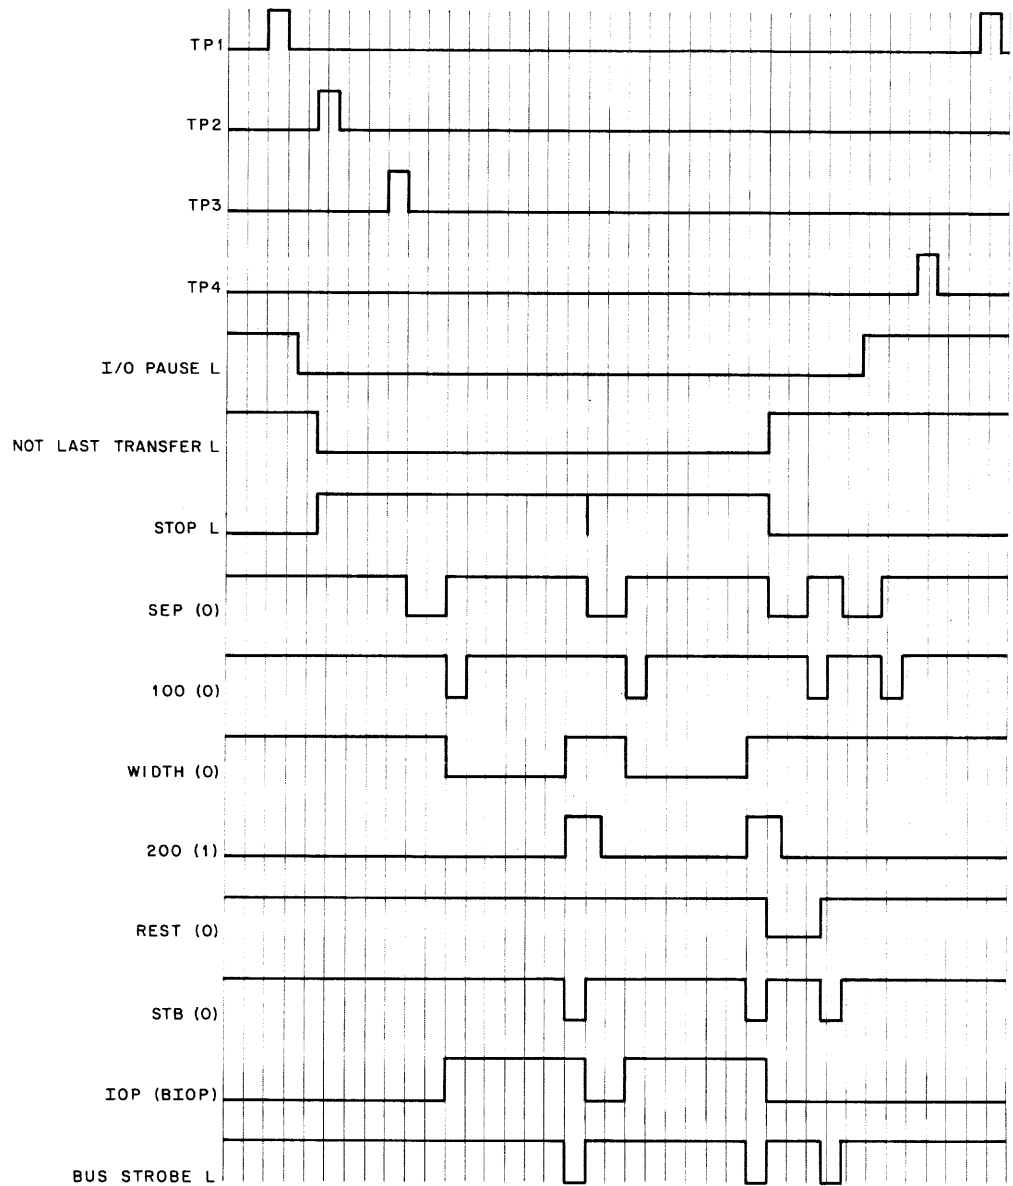 TP1
TP2
TP3
TP4
I/O PAUSE L
NOT LAST TRANSFER L
STOP L
SEP (0)
100 (0)
WIDTH (0)
200 (1)
REST (0)
STB (0)
IOP (BIOP)
BUS STROBE L